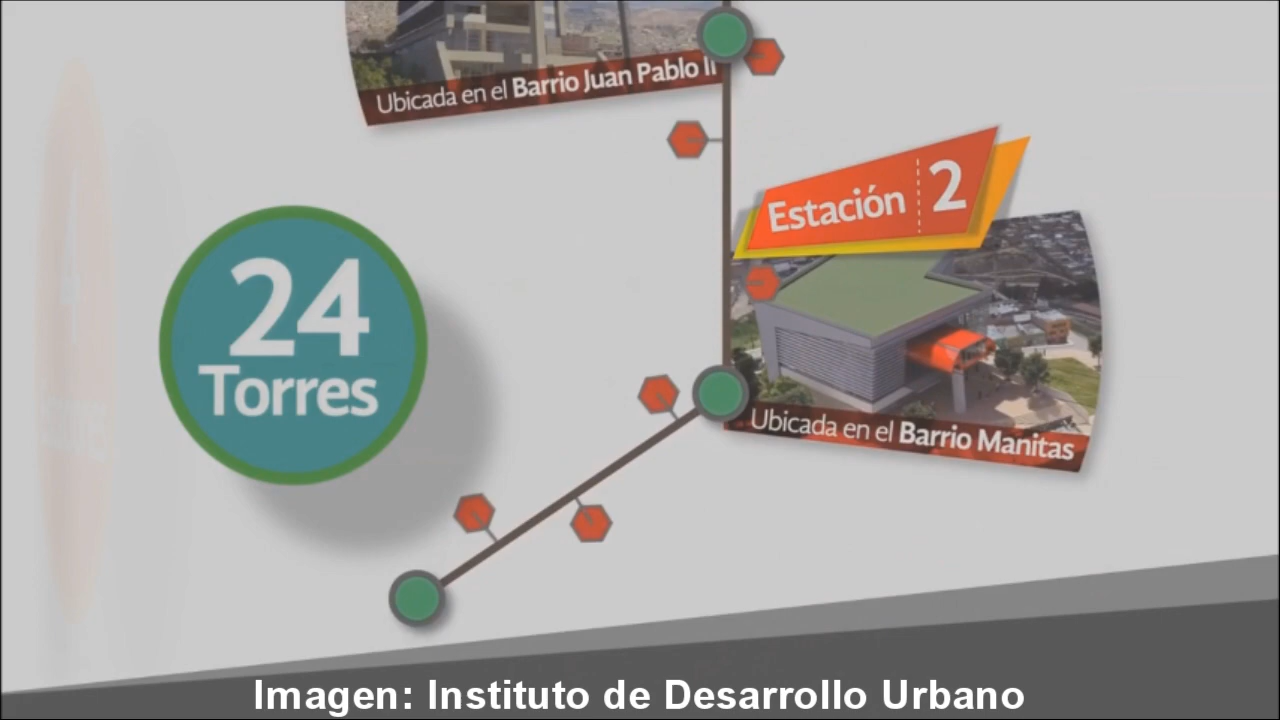 Ubicada en el Barrio Juan Pablo II
Estación 2
24
Torres
Ubicada en el Barrio Manitas
Imagen: Instituto de Desarrollo Urbano